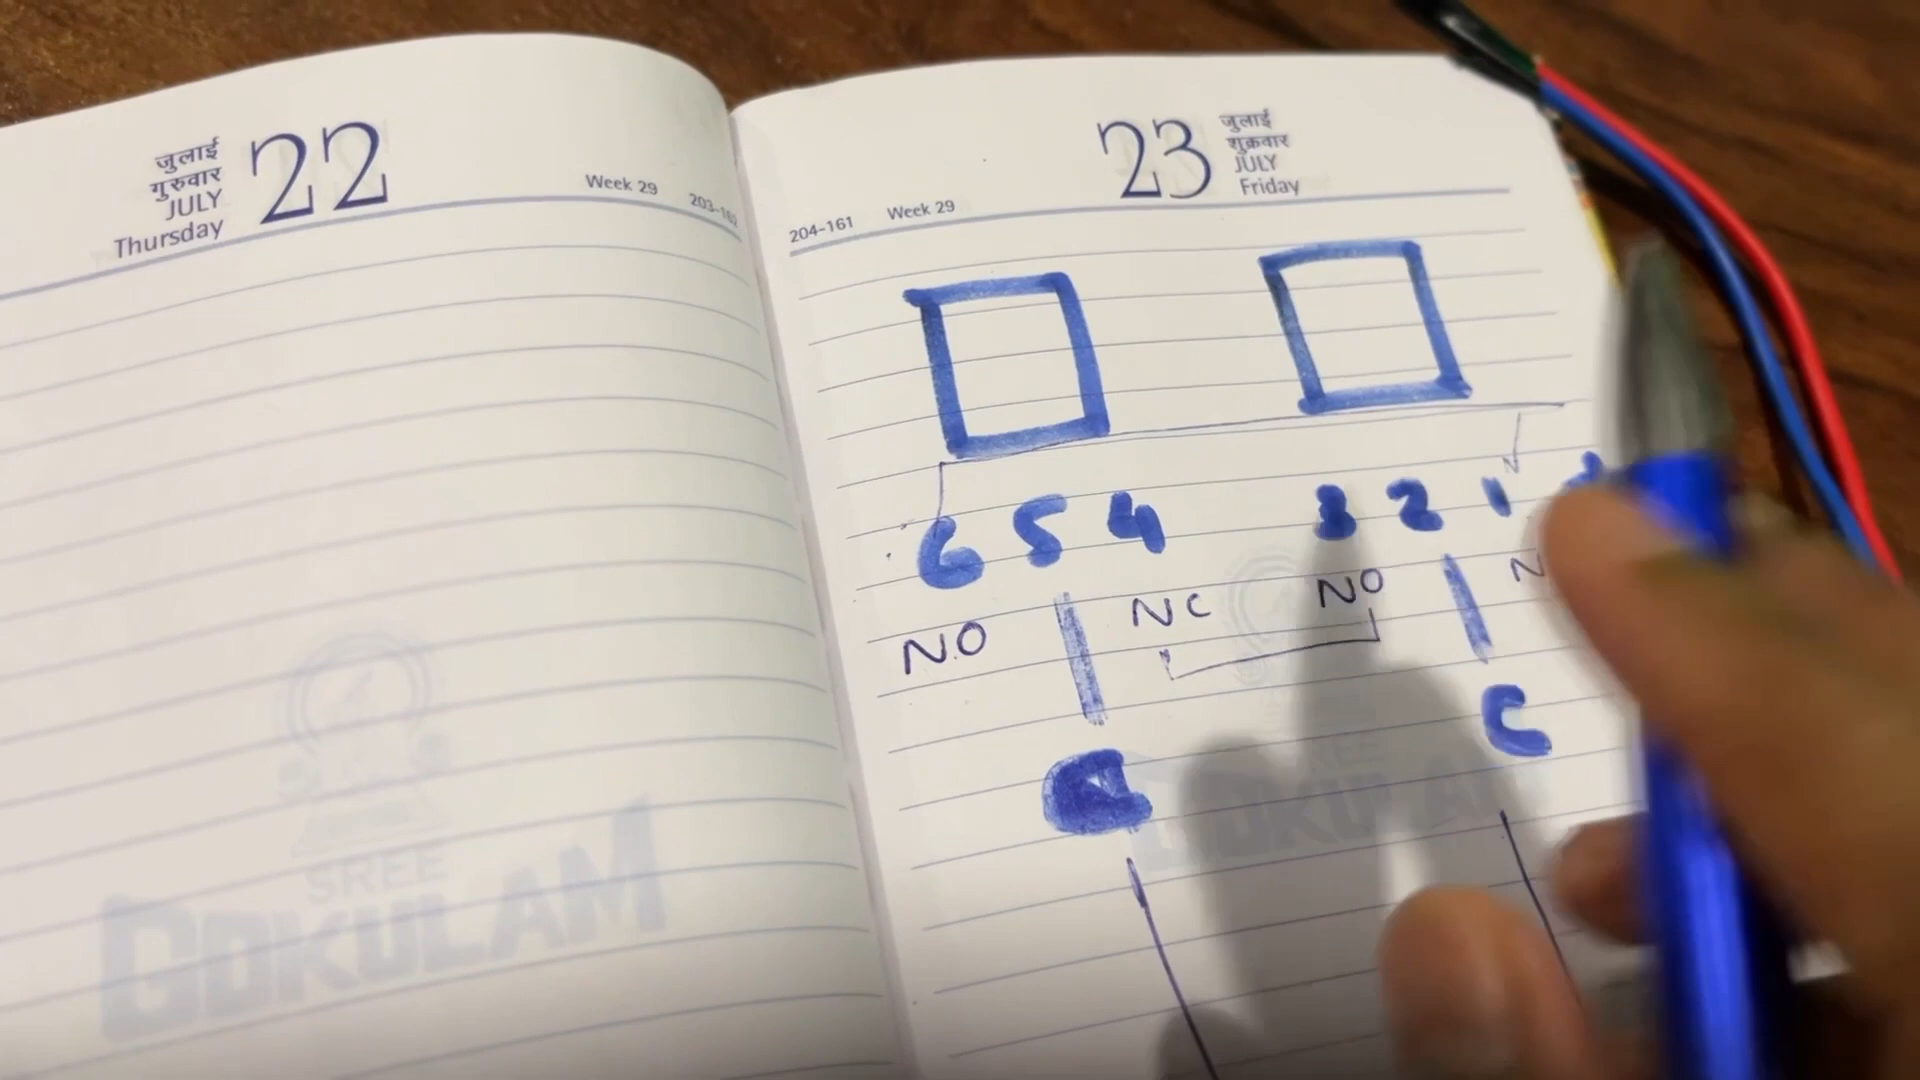 जुलाई
गुरुवार
JULY
Thursday
22
Week 29
23
जुलाई
शुक्रवार
JULY
Friday
204-161
Week 29
6 5 4 3 2 1
N.O NC NO
C C
SREE
GOKULAM